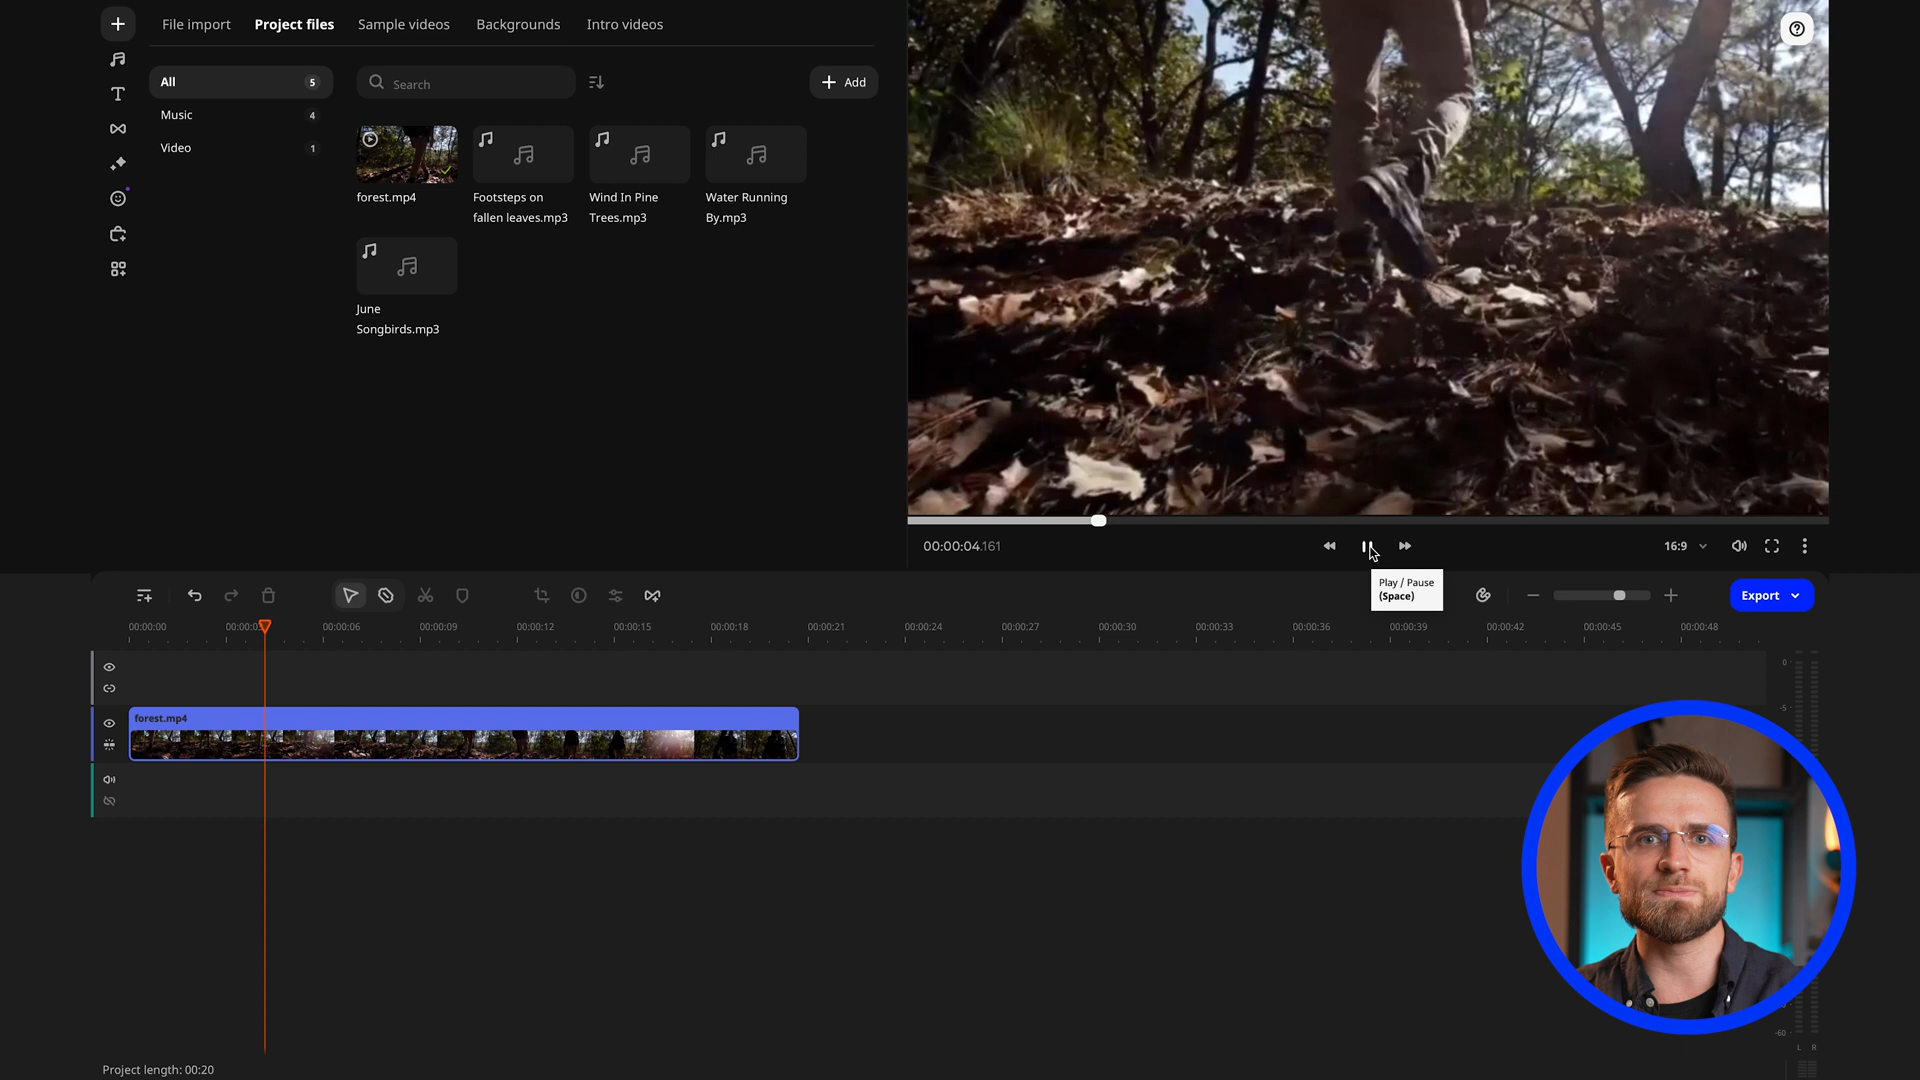 File import
Project files
Sample videos
Backgrounds
Intro videos
All
5
Search
Add
Music
4
Video
1
forest.mp4
Footsteps on
fallen leaves.mp3
Wind In Pine
Trees.mp3
Water Running
By.mp3
June
Songbirds.mp3
00:00:04.161
16:9
Play / Pause
(Space)
Export
00:00:00
00:00:06
00:00:09
00:00:12
00:00:15
00:00:18
00:00:21
00:00:24
00:00:27
00:00:30
00:00:33
00:00:36
00:00:39
00:00:42
00:00:45
00:00:48
0
-5
forest.mp4
-60
L R
Project length: 00:20